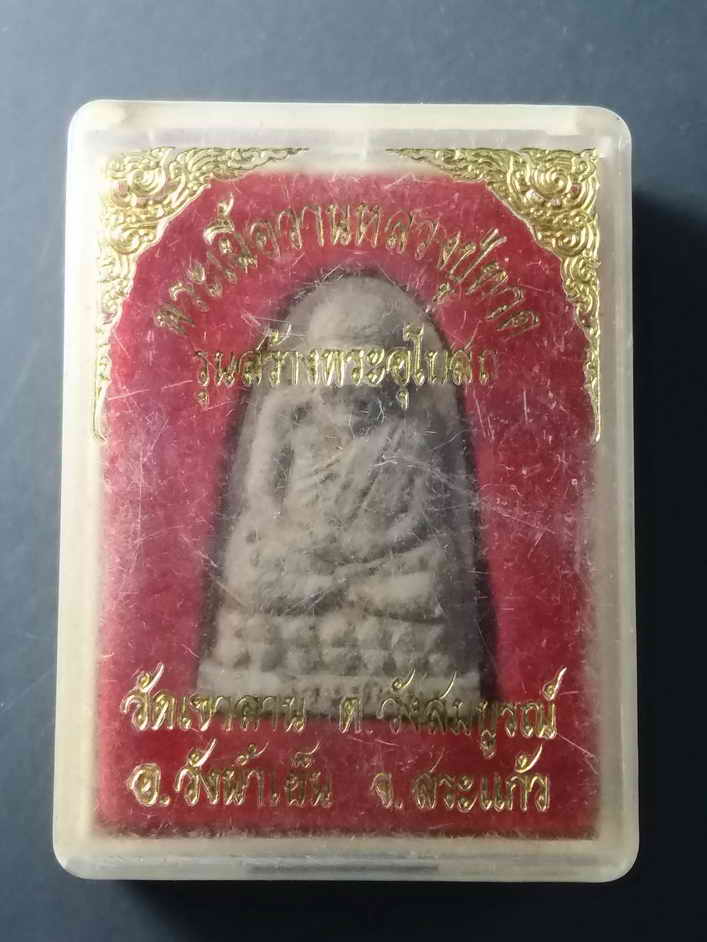 พระเนื้อว่านหลวงปู่ทวด
รุ่นสร้างพระอุโบสถ
วัดเขาลาน ต.วังสมบูรณ์
อ.วังน้ำเย็น จ.สระแก้ว